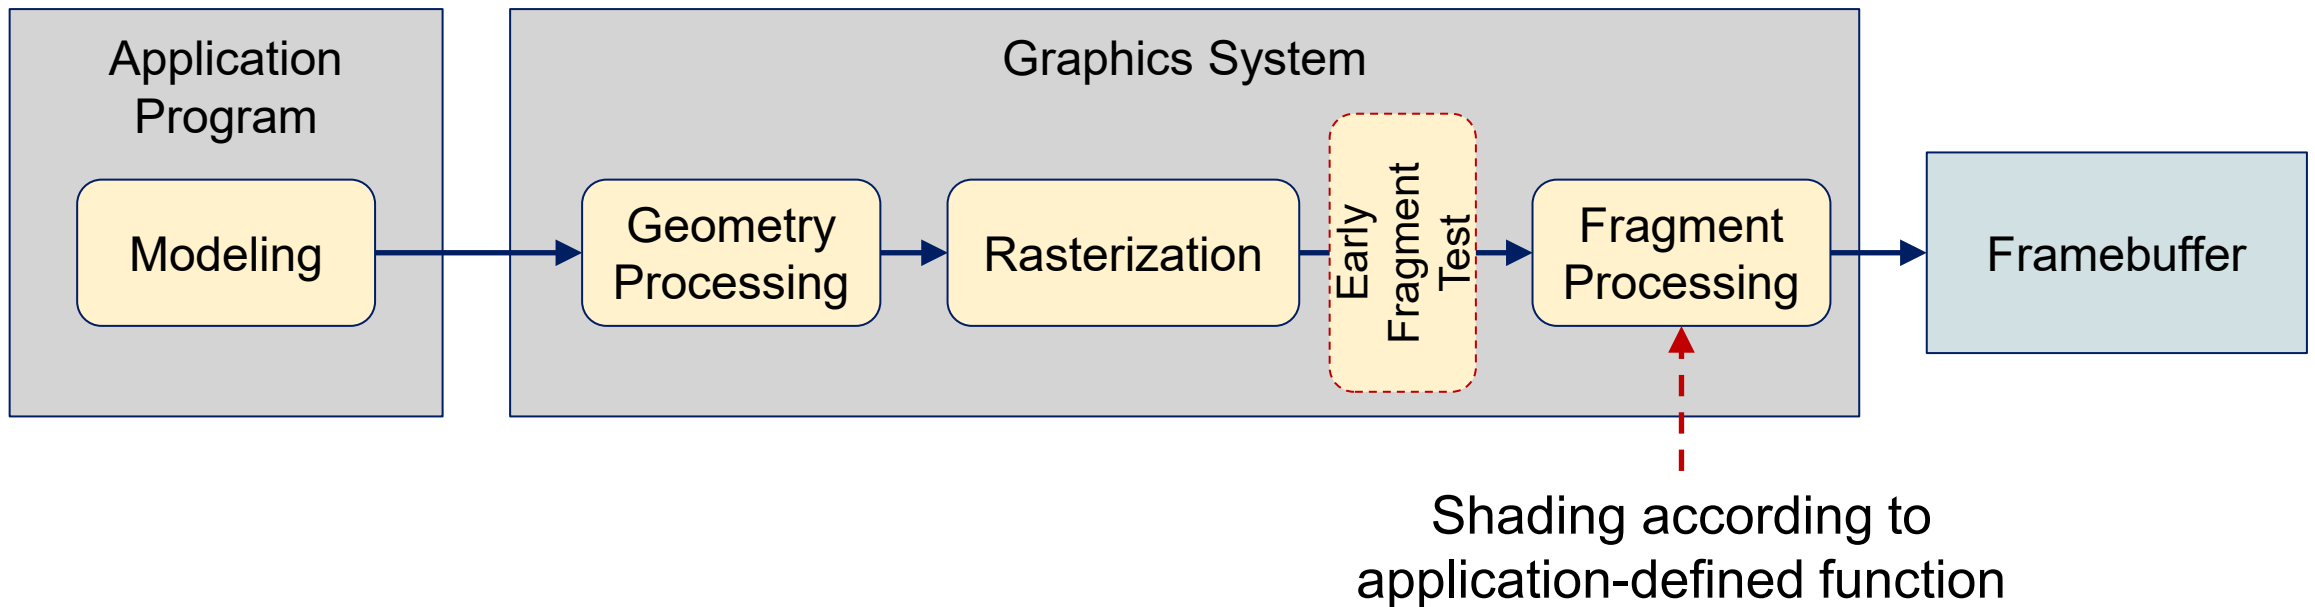 Application
Program
Modeling
Graphics System
Geometry
Processing
Rasterization
Early
Fragment
Test
Fragment
Processing
Framebuffer
Shading according to
application-defined function